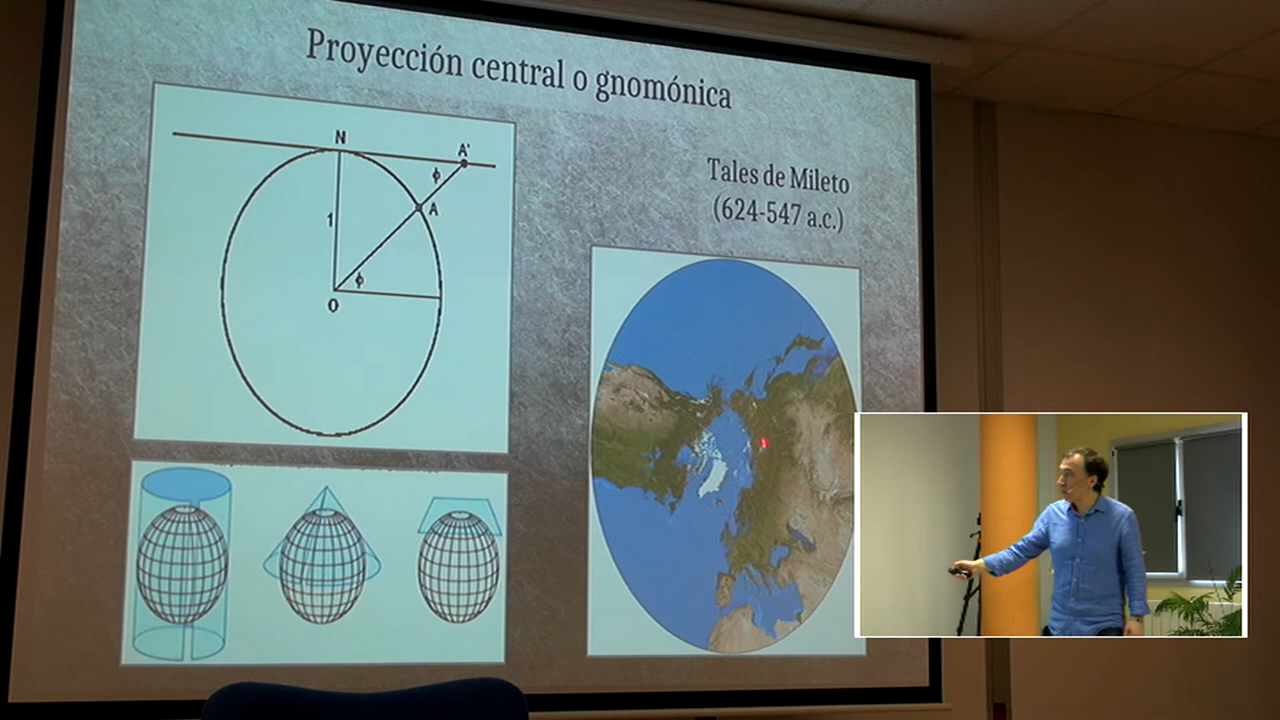 Proyección central o gnomónica
N
A'
ϕ
A
1
ϕ
O
Tales de Mileto
(624-547 a.c.)